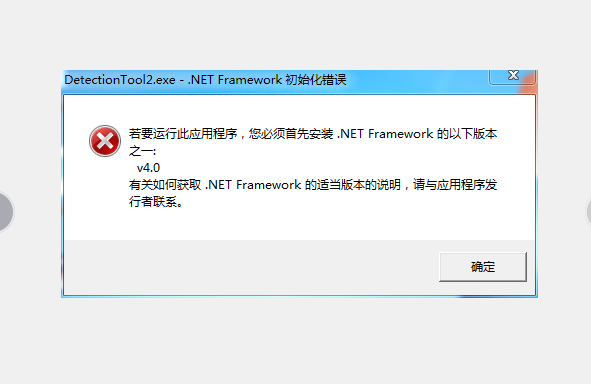 DetectionTool2.exe - .NET Framework 初始化错误
若要运行此应用程序，您必须首先安装 .NET Framework 的以下版本
之一:
v4.0
有关如何获取 .NET Framework 的适当版本的说明，请与应用程序发
行者联系。
确定